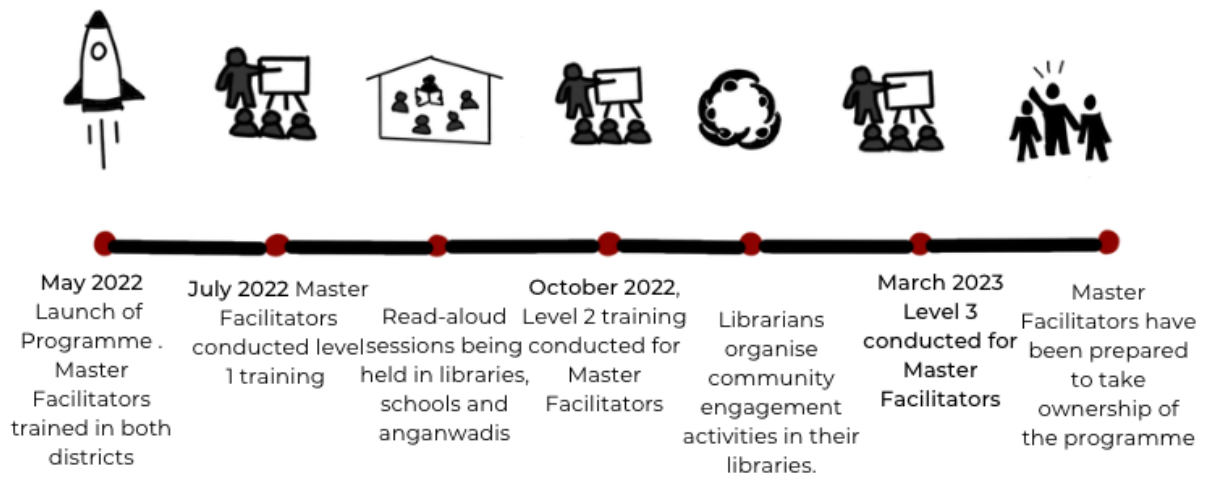 May 2022
Launch of
Programme .
Master
Facilitators
trained in both
districts
July 2022 Master
Facilitators
conducted level
1 training
Read-aloud
sessions being
held in libraries,
schools and
anganwadis
October 2022,
Level 2 training
conducted for
Master
Facilitators
Librarians
organise
community
engagement
activities in their
libraries.
March 2023
Level 3
conducted for
Master
Facilitators
Master
Facilitators have
been prepared
to take
ownership of
the programme